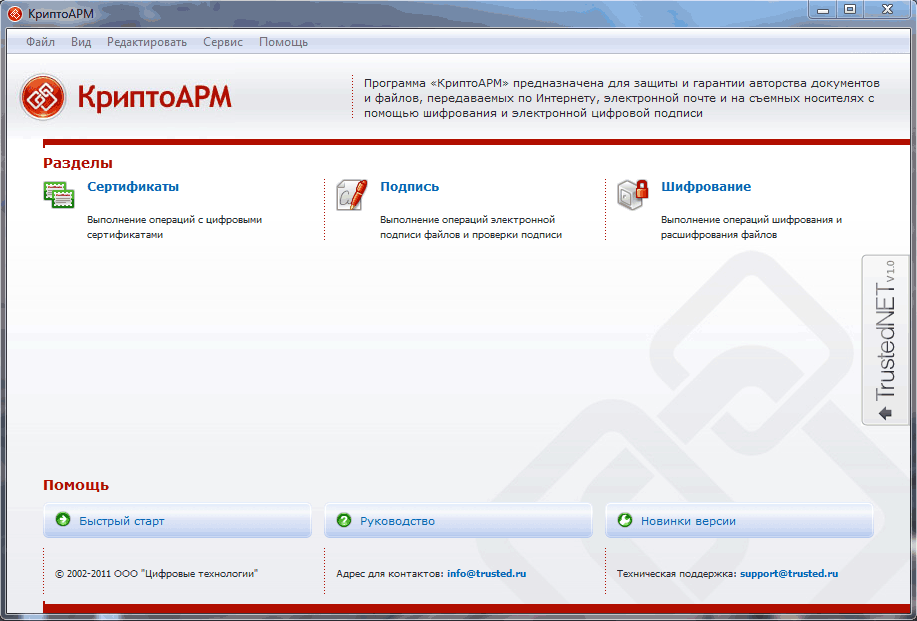 КриптоАРМ
Файл Вид Редактировать Сервис Помощь
КриптоАРМ
Программа «КриптоАРМ» предназначена для защиты и гарантии авторства документов
и файлов, передаваемых по Интернету, электронной почте и на съемных носителях с
помощью шифрования и электронной цифровой подписи
Разделы
Сертификаты
Выполнение операций с цифровыми
сертификатами
Подпись
Выполнение операций электронной
подписи файлов и проверки подписи
Шифрование
Выполнение операций шифрования и
расшифрования файлов
TrustedNET v1.0
Помощь
Быстрый старт
Руководство
Новинки версии
© 2002-2011 ООО "Цифровые технологии"
Адрес для контактов: info@trusted.ru
Техническая поддержка: support@trusted.ru